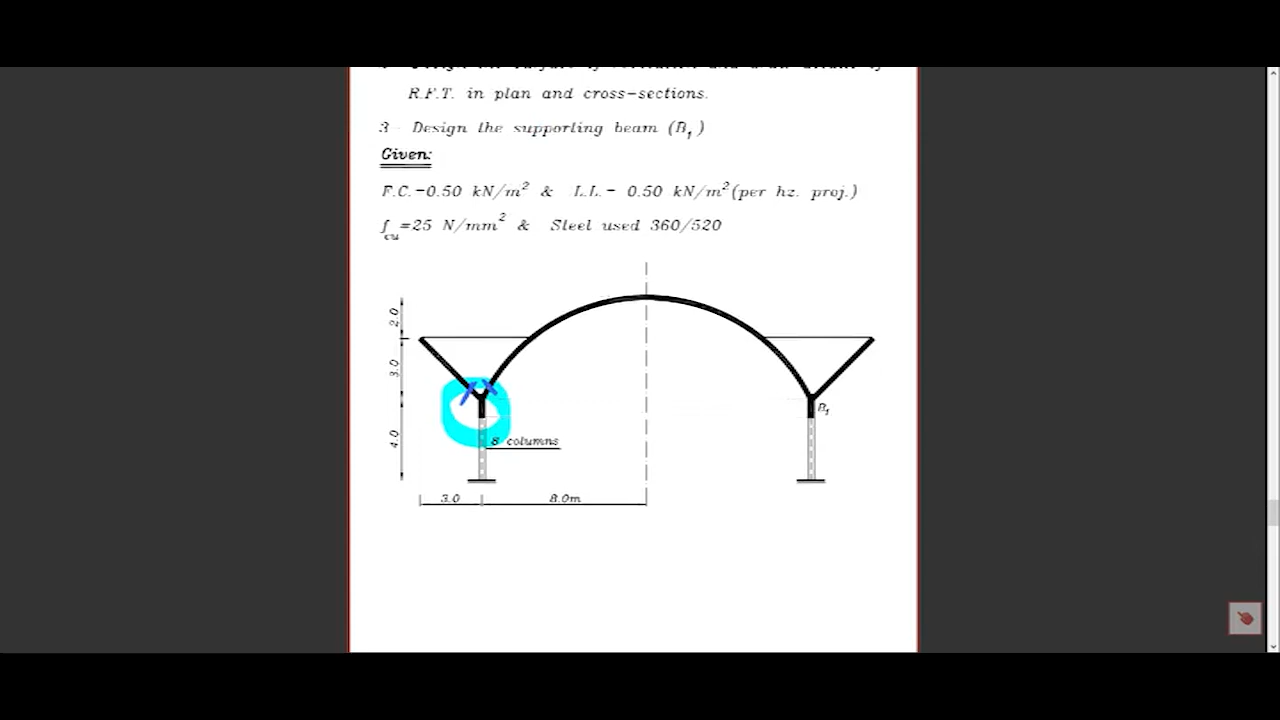 R.F.T. in plan and cross-sections.
3- Design the supporting beam (B1)
Given:
F.C.=0.50 kN/m2 & L.L.= 0.50 kN/m2(per hz. proj.)
fcu=25 N/mm2 & Steel used 360/520
2.0
3.0
B1
4.0
8 columns
3.0
8.0m